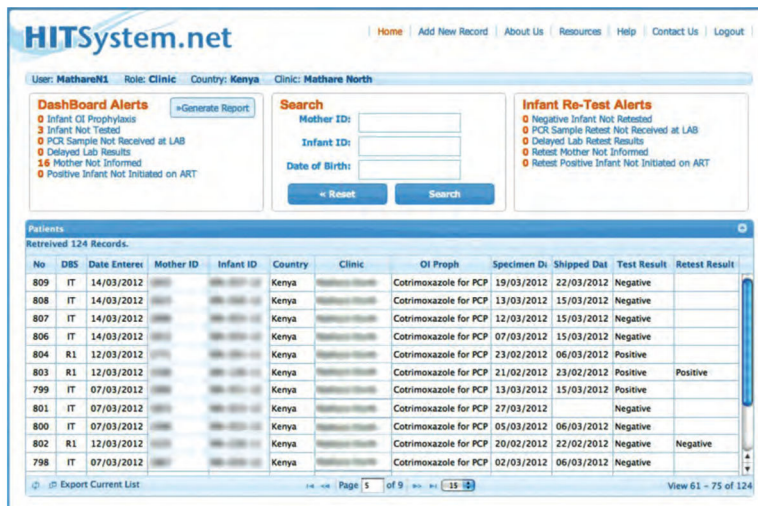 HITSystem.net
Home | Add New Record | About Us | Resources | Help | Contact Us | Logout
User: MathareN1 Role: Clinic Country: Kenya Clinic: Mathare North
DashBoard Alerts
»Generate Report
0 Infant OI Prophylaxis
3 Infant Not Tested
0 PCR Sample Not Received at LAB
0 Delayed Lab Results
16 Mother Not Informed
0 Positive Infant Not Initiated on ART
Search
Mother ID:
Infant ID:
Date of Birth:
« Reset
Search
Infant Re-Test Alerts
0 Negative Infant Not Retested
0 PCR Sample Retest Not Received at LAB
0 Delayed Lab Retest Results
0 Retest Mother Not Informed
0 Retest Positive Infant Not Initiated on ART
Patients
Retreived 124 Records.
No DBS Date Enterec Mother ID Infant ID Country Clinic OI Proph Specimen Da Shipped Dat Test Result Retest Result
809 IT 14/03/2012 Kenya Cotrimoxazole for PCP 19/03/2012 22/03/2012 Negative
808 IT 14/03/2012 Kenya Cotrimoxazole for PCP 13/03/2012 15/03/2012 Negative
807 IT 14/03/2012 Kenya Cotrimoxazole for PCP 12/03/2012 15/03/2012 Negative
806 IT 14/03/2012 Kenya Cotrimoxazole for PCP 07/03/2012 15/03/2012 Negative
804 R1 12/03/2012 Kenya Cotrimoxazole for PCP 23/02/2012 06/03/2012 Positive
803 R1 12/03/2012 Kenya Cotrimoxazole for PCP 21/02/2012 23/02/2012 Positive Positive
799 IT 07/03/2012 Kenya Cotrimoxazole for PCP 13/03/2012 15/03/2012 Positive
801 IT 07/03/2012 Kenya Cotrimoxazole for PCP 27/03/2012 Negative
800 IT 07/03/2012 Kenya Cotrimoxazole for PCP 05/03/2012 06/03/2012 Negative
802 R1 12/03/2012 Kenya Cotrimoxazole for PCP 20/02/2012 22/02/2012 Negative Negative
798 IT 07/03/2012 Kenya Cotrimoxazole for PCP 02/03/2012 06/03/2012 Negative
Export Current List Page 5 of 9 15 View 61 - 75 of 124